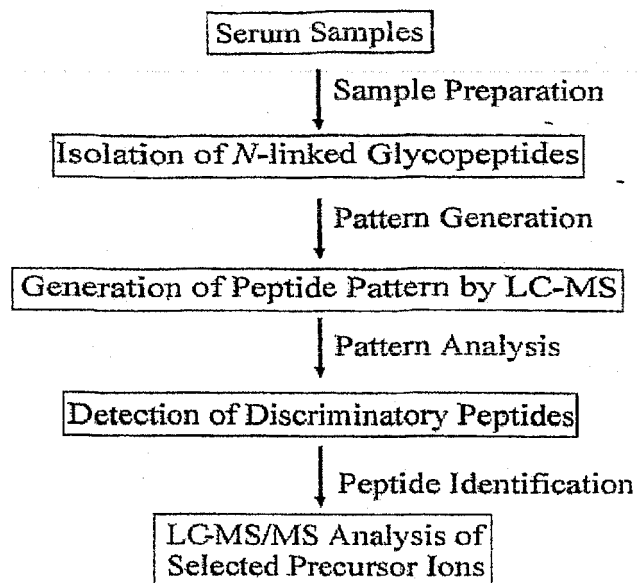 Serum Samples
Sample Preparation
Isolation of N-linked Glycopeptides
Pattern Generation
Generation of Peptide Pattern by LC-MS
Pattern Analysis
Detection of Discriminatory Peptides
Peptide Identification
LC-MS/MS Analysis of
Selected Precursor Ions